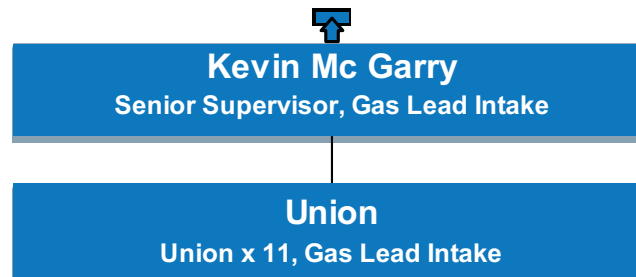 Kevin Mc Garry
Senior Supervisor, Gas Lead Intake
Union
Union x 11, Gas Lead Intake